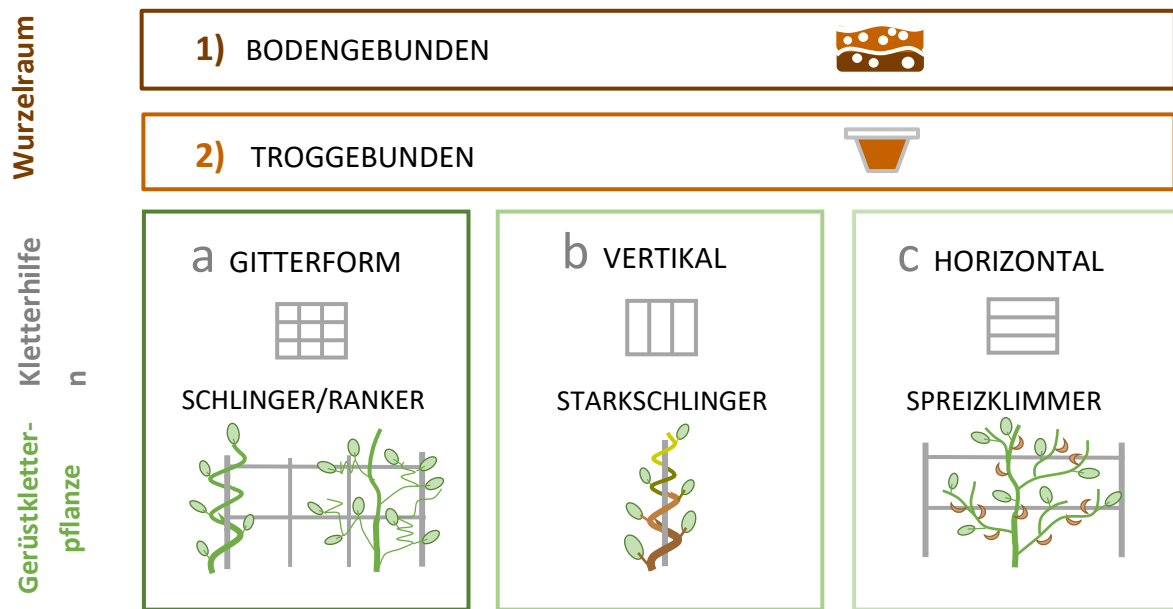 Wurzelraum
1) BODENGEBUNDEN
2) TROGGEBUNDEN
Kletterhilfe
n
a GITTERFORM
b VERTIKAL
c HORIZONTAL
Gerüstkletter-
pflanze
SCHLINGER/RANKER
STARKSCHLINGER
SPREIZKLIMMER